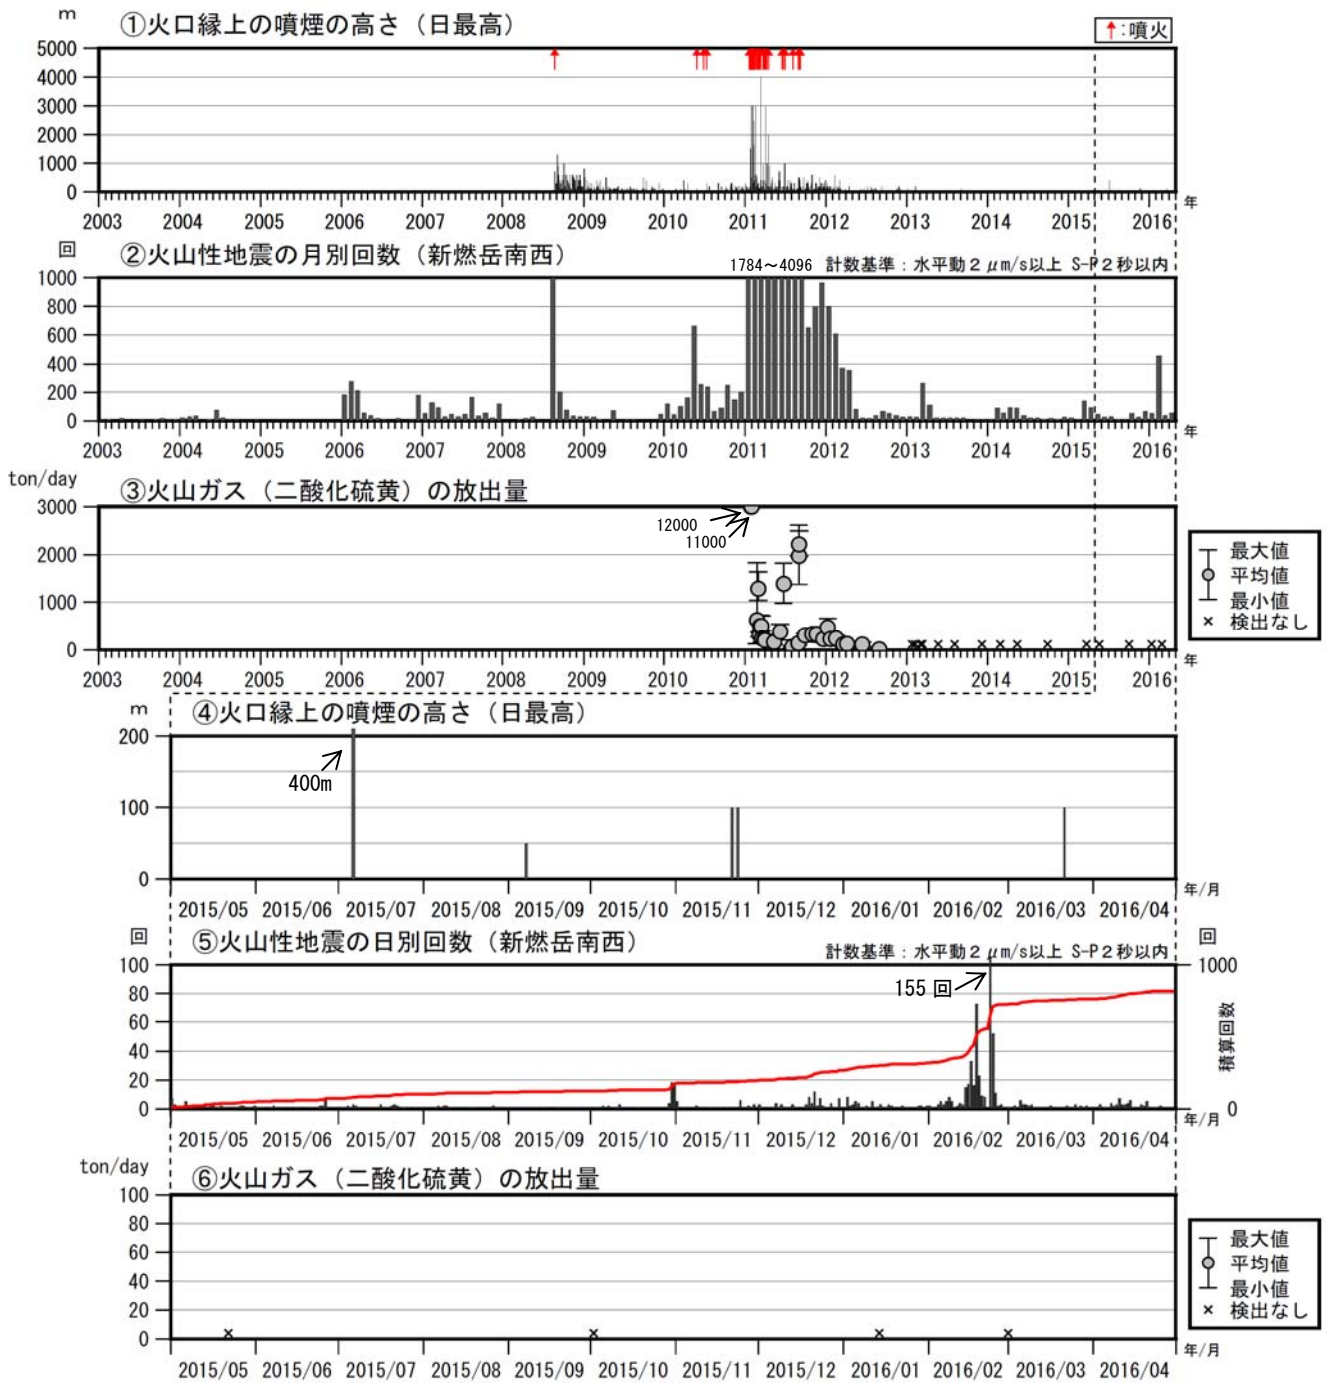 m ①火口縁上の噴煙の高さ（日最高） ↑:噴火
5000
4000
3000
2000
1000
0
2003 2004 2005 2006 2007 2008 2009 2010 2011 2012 2013 2014 2015 2016 年
回 ②火山性地震の月別回数（新燃岳南西） 1784～4096 計数基準：水平動２μm/s以上 S-P２秒以内
1000
800
600
400
200
0
2003 2004 2005 2006 2007 2008 2009 2010 2011 2012 2013 2014 2015 2016 年
ton/day ③火山ガス（二酸化硫黄）の放出量
3000
12000
11000
2000
1000
0
最大値
平均値
最小値
× 検出なし
2003 2004 2005 2006 2007 2008 2009 2010 2011 2012 2013 2014 2015 2016 年
m ④火口縁上の噴煙の高さ（日最高）
200
400m
100
0
2015/05 2015/06 2015/07 2015/08 2015/09 2015/10 2015/11 2015/12 2016/01 2016/02 2016/03 2016/04 年/月
回 ⑤火山性地震の日別回数（新燃岳南西） 計数基準：水平動２μm/s以上 S-P２秒以内 回
100 1000
155 回
80
60
40
20
0 0
積算回数
2015/05 2015/06 2015/07 2015/08 2015/09 2015/10 2015/11 2015/12 2016/01 2016/02 2016/03 2016/04 年/月
ton/day ⑥火山ガス（二酸化硫黄）の放出量
100
80
60
40
20
0
最大値
平均値
最小値
× 検出なし
2015/05 2015/06 2015/07 2015/08 2015/09 2015/10 2015/11 2015/12 2016/01 2016/02 2016/03 2016/04 年/月